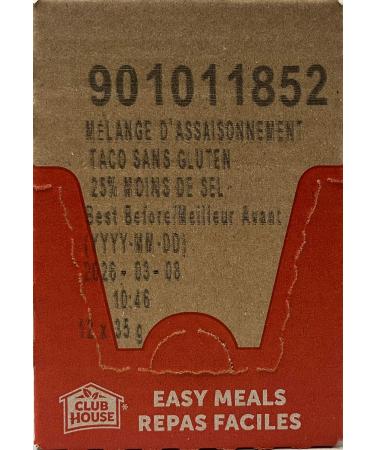 901011852
MÉLANGE D'ASSAISONNEMENT
TACO SANS GLUTEN
25% MOINS DE SEL
Best Before/Meilleur Avant
(YYYY-MM-DD)
2026-03-08
10:46
12 x 35 g
CLUB HOUSE®
EASY MEALS
REPAS FACILES